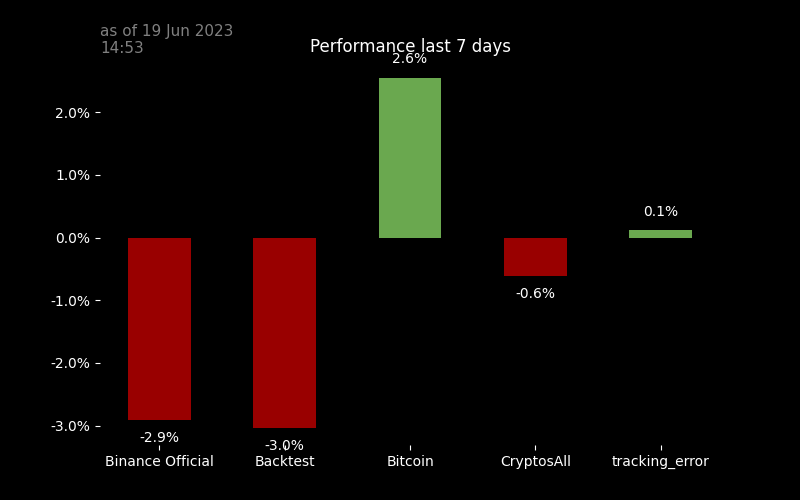 as of 19 Jun 2023
14:53
Performance last 7 days
2.6%
2.0%
1.0%
0.1%
0.0%
-0.6%
-1.0%
-2.0%
-3.0%
-2.9%
-3.0%
Binance Official
Backtest
Bitcoin
CryptosAll
tracking_error